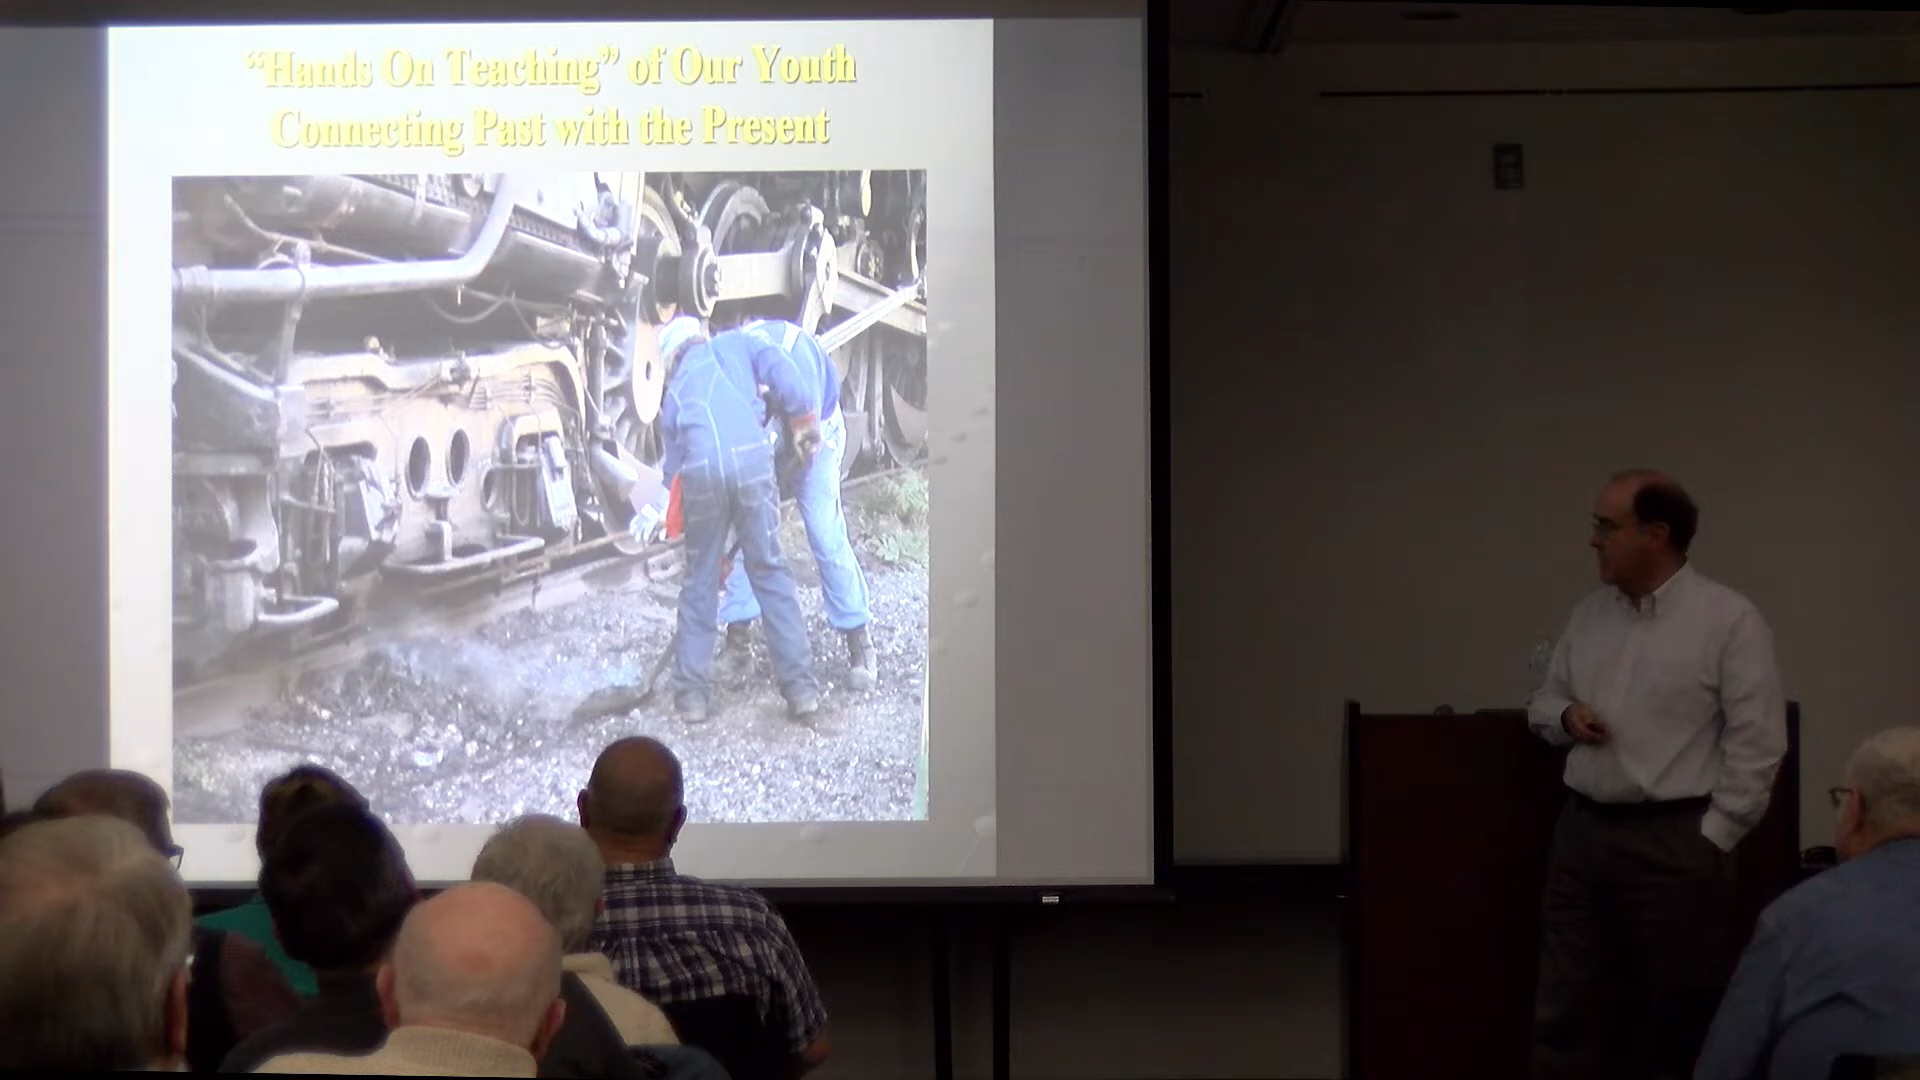 “Hands On Teaching” of Our Youth
Connecting Past with the Present